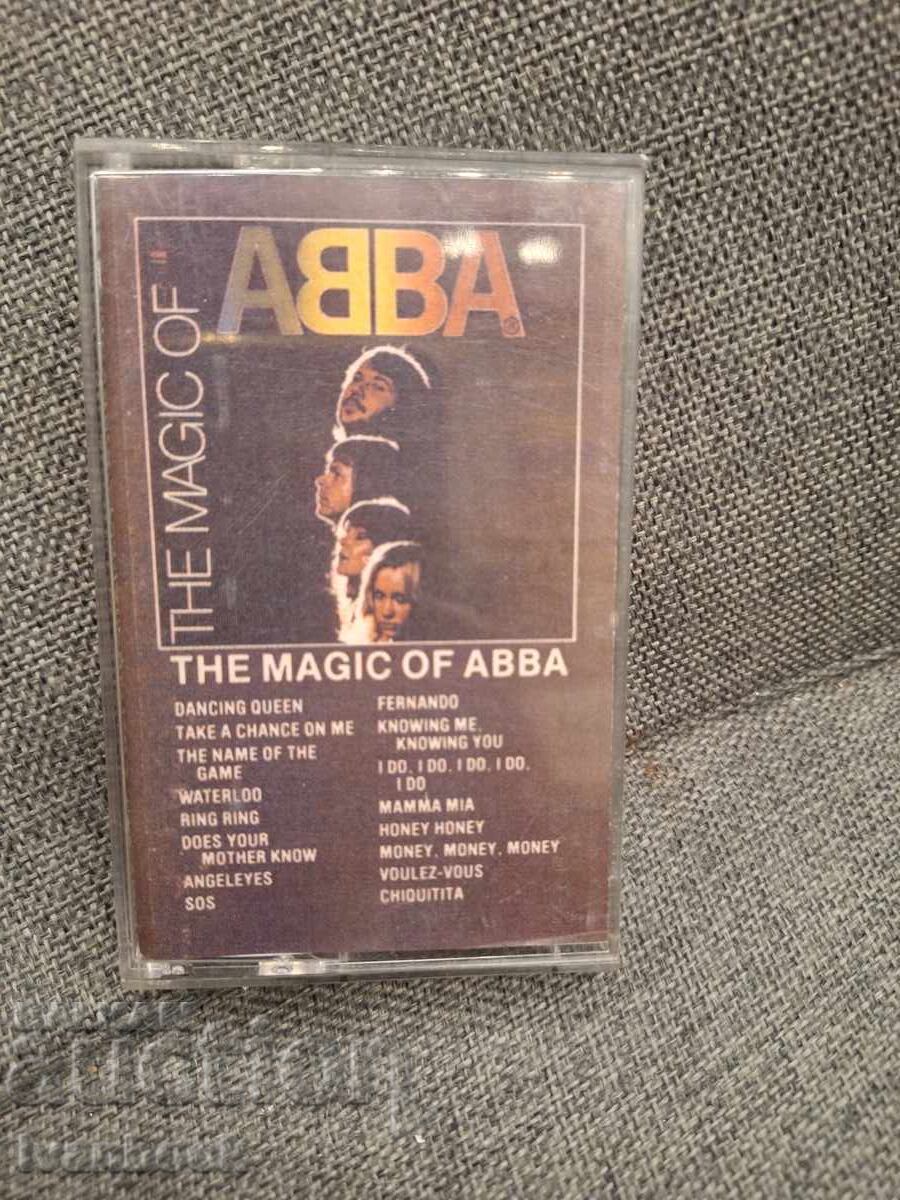 THE MAGIC OF
ABBA
®
THE MAGIC OF ABBA
DANCING QUEEN
TAKE A CHANCE ON ME
THE NAME OF THE
GAME
WATERLOO
RING RING
DOES YOUR
MOTHER KNOW
ANGELEYES
SOS
FERNANDO
KNOWING ME,
KNOWING YOU
I DO, I DO, I DO, I DO,
I DO
MAMMA MIA
HONEY HONEY
MONEY, MONEY, MONEY
VOULEZ-VOUS
CHIQUITITA
BALKAN
AUCTION